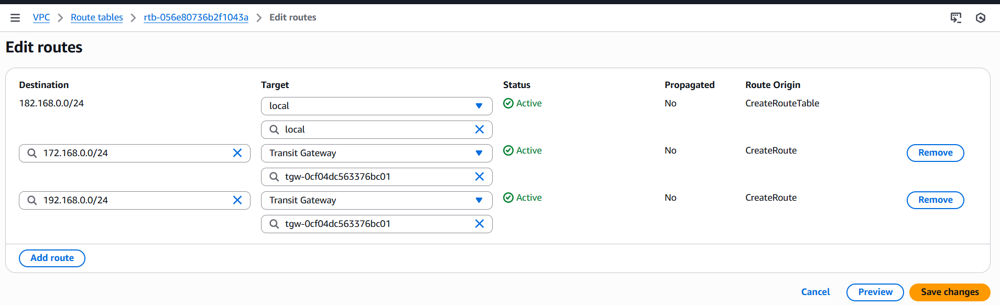 VPC > Route tables > rtb-056e80736b2f1043a > Edit routes
Edit routes
Destination Target Status Propagated Route Origin
182.168.0.0/24 local Active No CreateRouteTable
local
172.168.0.0/24 Transit Gateway Active No CreateRoute Remove
tgw-0cf04dc563376bc01
192.168.0.0/24 Transit Gateway Active No CreateRoute Remove
tgw-0cf04dc563376bc01
Add route
Cancel Preview Save changes